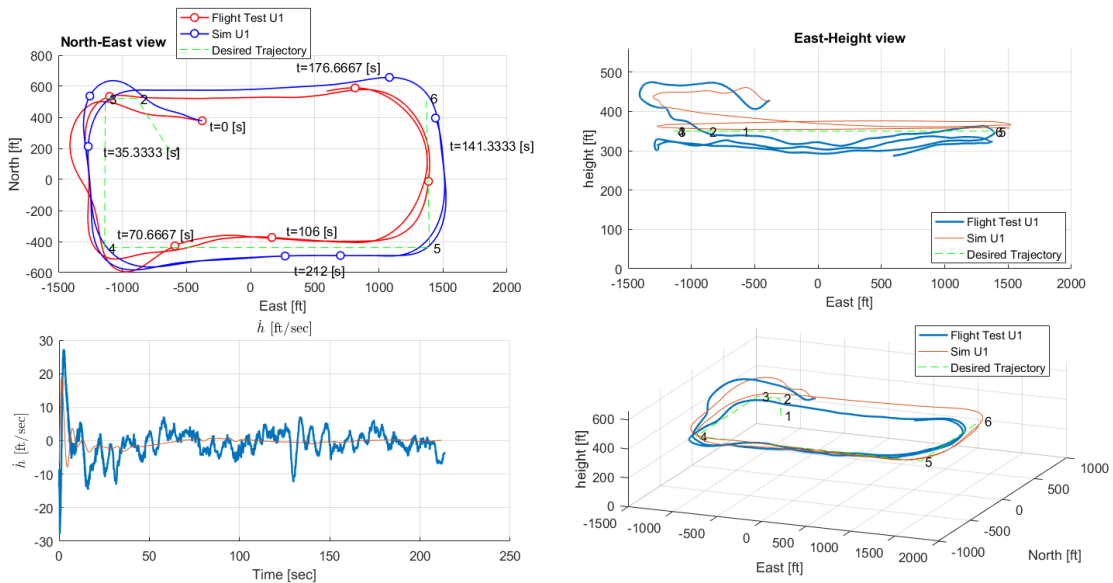 North-East view
Flight Test U1
Sim U1
Desired Trajectory
t=176.6667 [s]
t=0 [s]
t=35.3333 [s]
t=141.3333 [s]
t=70.6667 [s]
t=106 [s]
t=212 [s]
3
2
6
4
5
800
600
400
200
0
-200
-400
-600
North [ft]
-1500
-1000
-500
0
500
1000
1500
2000
East [ft]
East-Height view
500
400
300
200
100
0
height [ft]
2
1
Flight Test U1
Sim U1
Desired Trajectory
-1500
-1000
-500
0
500
1000
1500
2000
East [ft]
ḣ [ft/sec]
30
20
10
0
-10
-20
-30
ḣ [ft/sec]
0
50
100
150
200
250
Time [sec]
Flight Test U1
Sim U1
Desired Trajectory
3
2
1
6
4
5
600
400
200
0
height [ft]
-1500
-1000
-500
0
500
1000
1500
2000
East [ft]
-1000
-500
0
500
1000
North [ft]